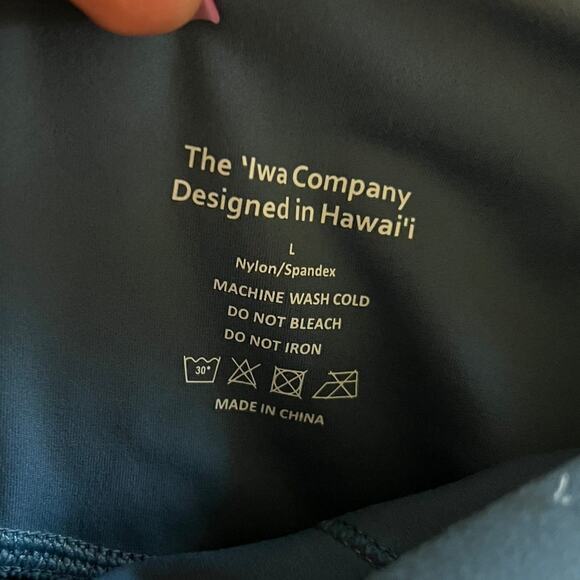 The 'Iwa Company
Designed in Hawai'i
L
Nylon/Spandex
MACHINE WASH COLD
DO NOT BLEACH
DO NOT IRON
30°
MADE IN CHINA